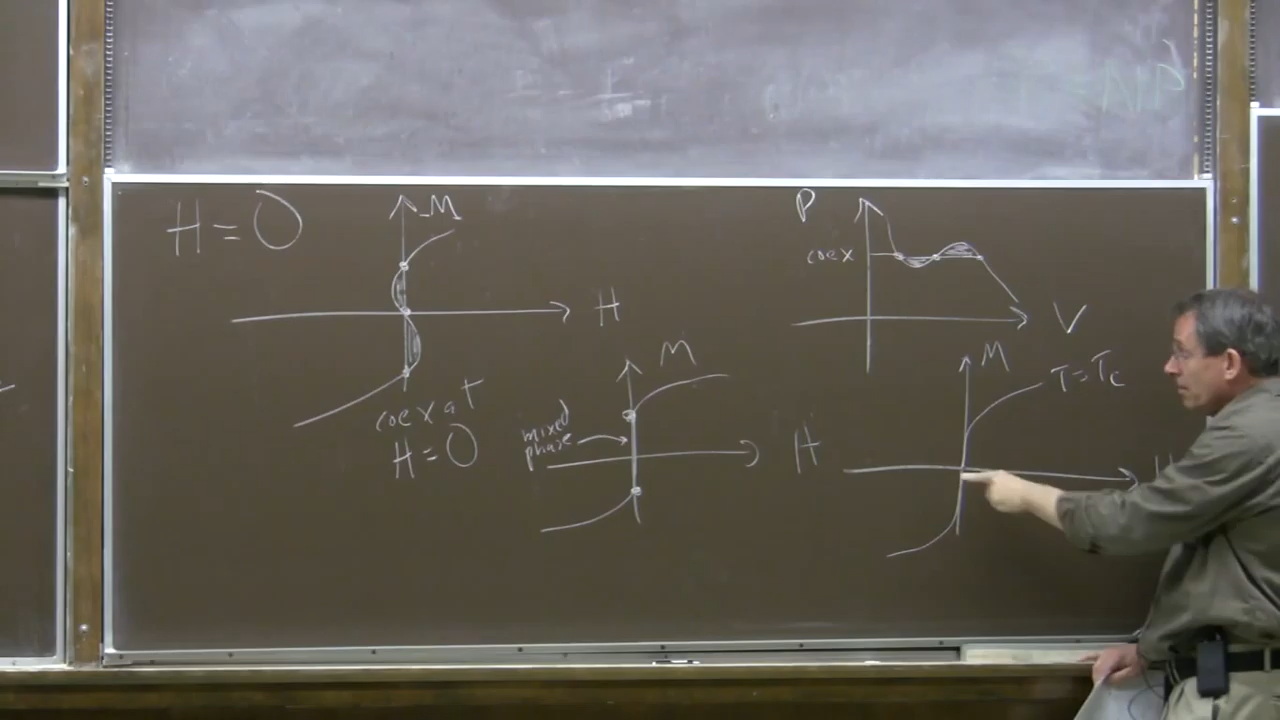 H = 0
M
H
coex at
H = 0
P
coex
V
M
mixed
phase
H
M
T = Tc